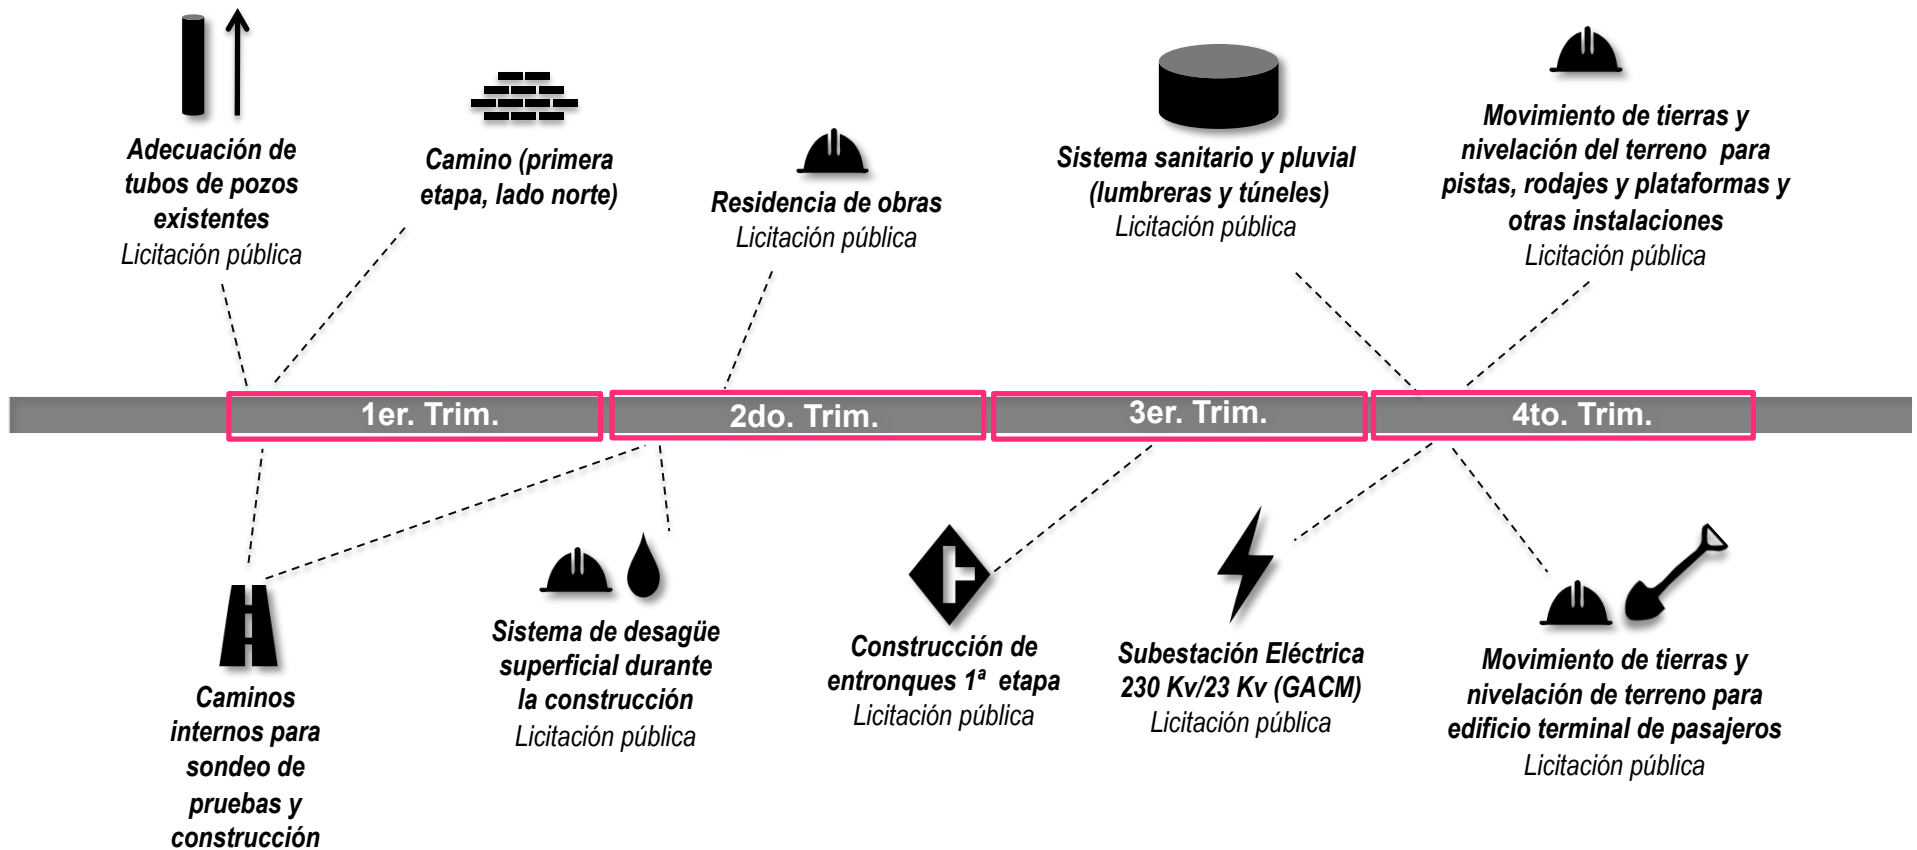 Adecuación de
tubos de pozos
existentes
Licitación pública
Camino (primera
etapa, lado norte)
Residencia de obras
Licitación pública
Sistema sanitario y pluvial
(lumbreras y túneles)
Licitación pública
Movimiento de tierras y
nivelación del terreno para
pistas, rodajes y plataformas y
otras instalaciones
Licitación pública
1er. Trim.
2do. Trim.
3er. Trim.
4to. Trim.
Caminos
internos para
sondeo de
pruebas y
construcción
Sistema de desagüe
superficial durante
la construcción
Licitación pública
Construcción de
entronques 1ª etapa
Licitación pública
Subestación Eléctrica
230 Kv/23 Kv (GACM)
Licitación pública
Movimiento de tierras y
nivelación de terreno para
edificio terminal de pasajeros
Licitación pública